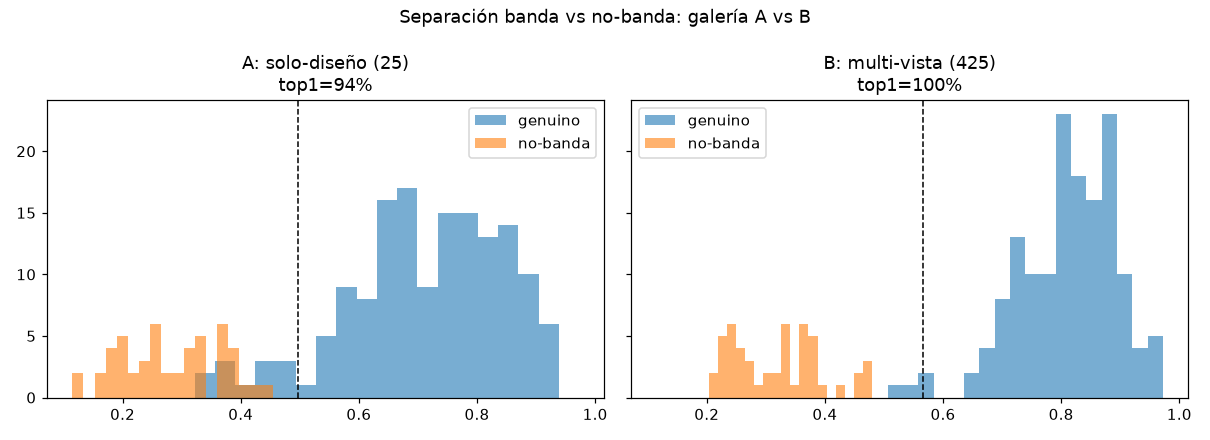 Separación banda vs no-banda: galería A vs B
A: solo-diseño (25)
top1=94%
genuino
no-banda
20
15
10
5
0
0.2
0.4
0.6
0.8
1.0
B: multi-vista (425)
top1=100%
genuino
no-banda
0.2
0.4
0.6
0.8
1.0